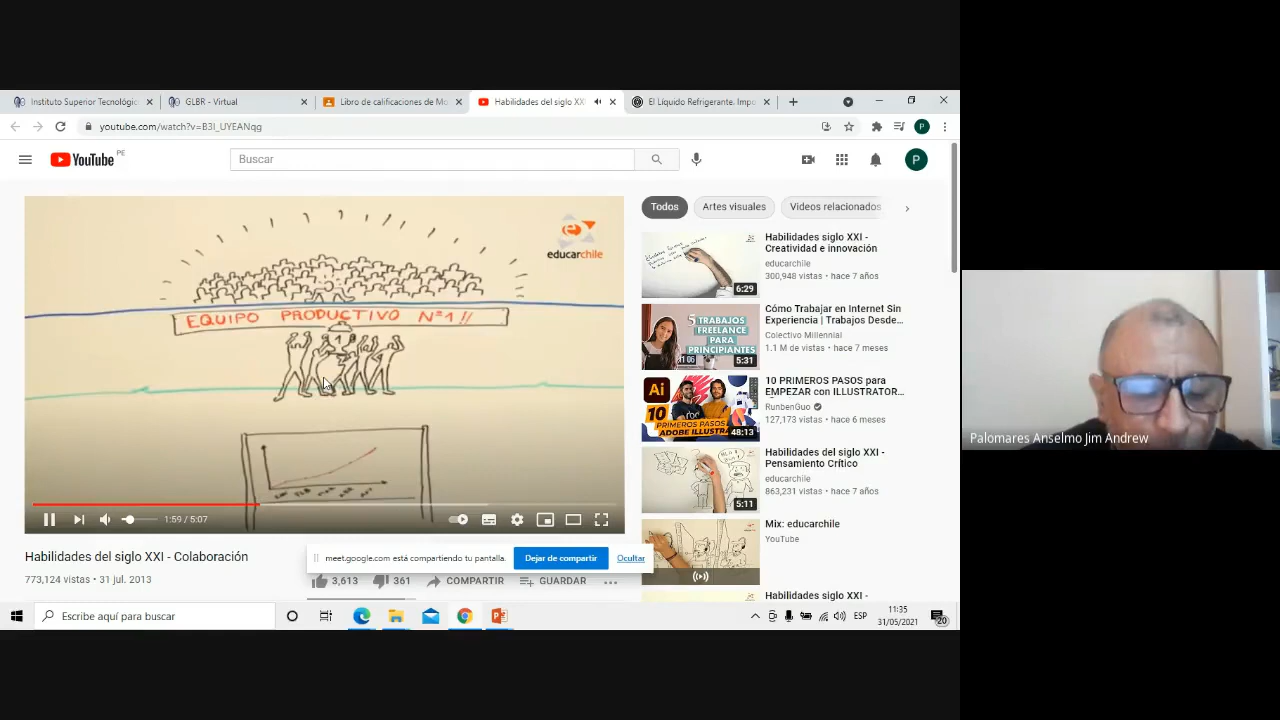 Instituto Superior Tecnológic
GLBR - Virtual
Libro de calificaciones de Mo
Habilidades del siglo XX
El Líquido Refrigerante. Impo
youtube.com/watch?v=B3l_UYEANqg
P
YouTube PE
Buscar
P
educarchile
EQUIPO PRODUCTIVO N=1!!
1:59 / 5:07
Habilidades del siglo XXI - Colaboración
773,124 vistas • 31 jul. 2013
meet.google.com está compartiendo tu pantalla.
Dejar de compartir
Ocultar
3,613
361
COMPARTIR
GUARDAR
Todos
Artes visuales
Videos relacionados
Habilidades siglo XXI -
Creatividad e innovación
educarchile
300,948 vistas • hace 7 años
6:29
5 TRABAJOS
FREELANCE
PARA
PRINCIPIANTES
5:31
Cómo Trabajar en Internet Sin
Experiencia | Trabajos Desde...
Colectivo Millennial
1.1 M de vistas • hace 7 meses
Ai
10
PRIMEROS PASOS
ADOBE ILLUSTRA
48:13
10 PRIMEROS PASOS para
EMPEZAR con ILLUSTRATOR...
RunbenGuo
127,173 vistas • hace 6 meses
Habilidades del siglo XXI -
Pensamiento Crítico
educarchile
863,231 vistas • hace 7 años
5:11
Mix: educarchile
YouTube
Habilidades del siglo XXI -
Escribe aquí para buscar
ESP
11:35
31/05/2021
20
Palomares Anselmo Jim Andrew